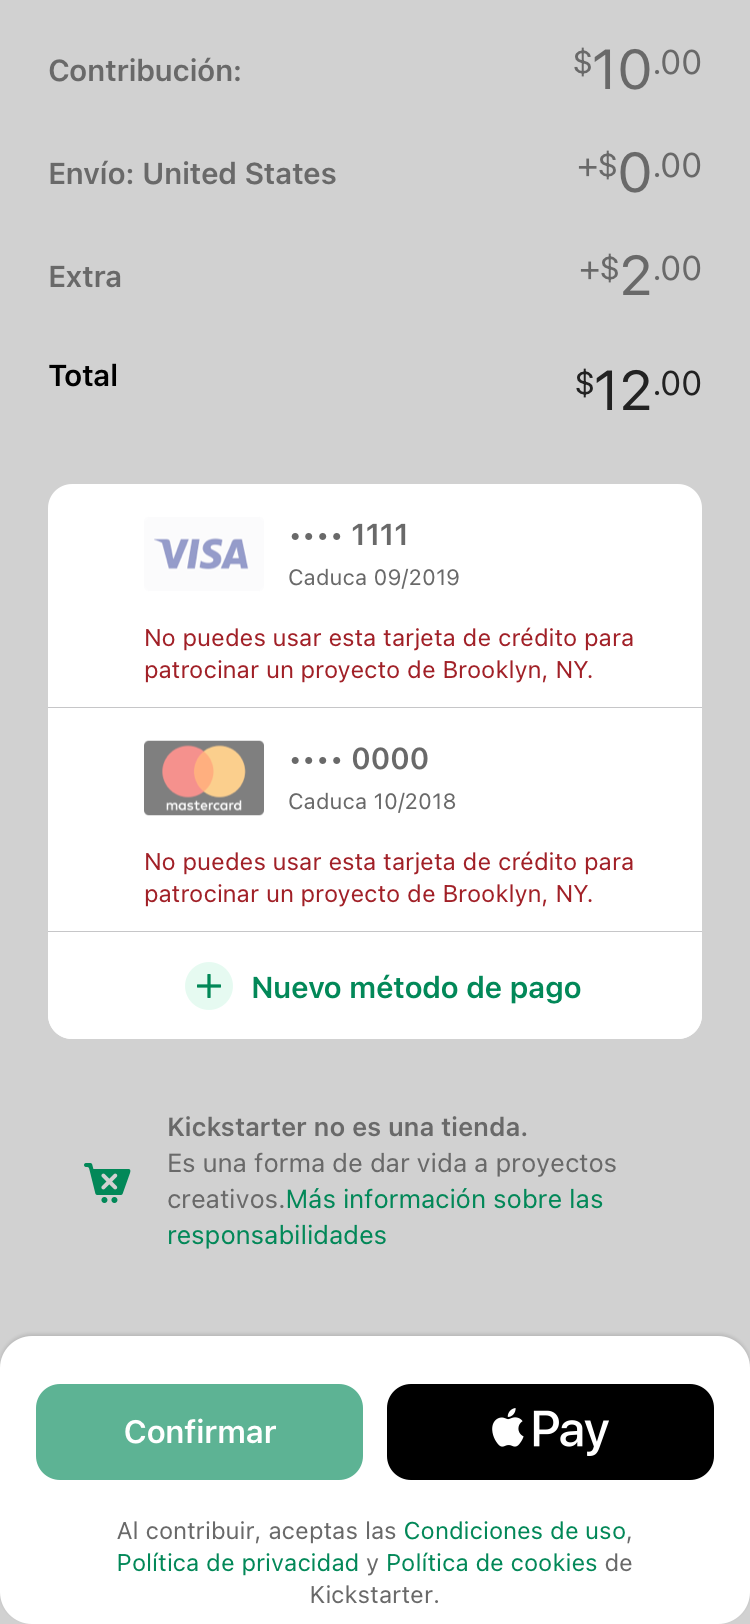 Contribución: $10.00
Envío: United States +$0.00
Extra +$2.00
Total $12.00
VISA •••• 1111
Caduca 09/2019
No puedes usar esta tarjeta de crédito para
patrocinar un proyecto de Brooklyn, NY.
•••• 0000
mastercard Caduca 10/2018
No puedes usar esta tarjeta de crédito para
patrocinar un proyecto de Brooklyn, NY.
+ Nuevo método de pago
Kickstarter no es una tienda.
Es una forma de dar vida a proyectos
creativos.Más información sobre las
responsabilidades
Confirmar Pay
Al contribuir, aceptas las Condiciones de uso,
Política de privacidad y Política de cookies de
Kickstarter.